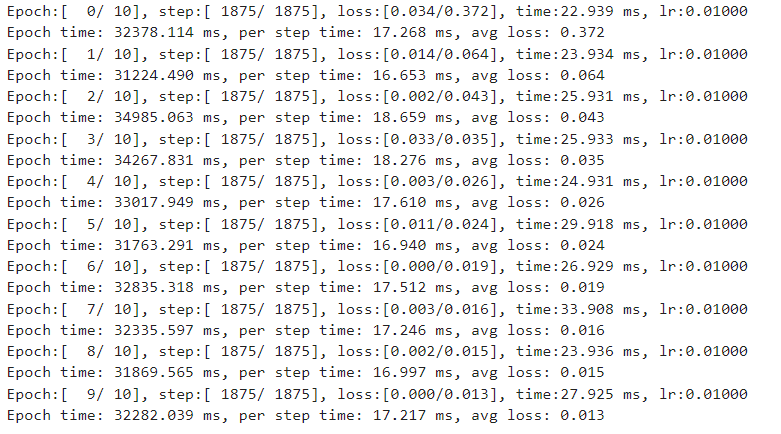 Epoch:[  0/ 10], step:[ 1875/ 1875], loss:[0.034/0.372], time:22.939 ms, lr:0.01000
Epoch time: 32378.114 ms, per step time: 17.268 ms, avg loss: 0.372
Epoch:[  1/ 10], step:[ 1875/ 1875], loss:[0.014/0.064], time:23.934 ms, lr:0.01000
Epoch time: 31224.490 ms, per step time: 16.653 ms, avg loss: 0.064
Epoch:[  2/ 10], step:[ 1875/ 1875], loss:[0.002/0.043], time:25.931 ms, lr:0.01000
Epoch time: 34985.063 ms, per step time: 18.659 ms, avg loss: 0.043
Epoch:[  3/ 10], step:[ 1875/ 1875], loss:[0.033/0.035], time:25.933 ms, lr:0.01000
Epoch time: 34267.831 ms, per step time: 18.276 ms, avg loss: 0.035
Epoch:[  4/ 10], step:[ 1875/ 1875], loss:[0.003/0.026], time:24.931 ms, lr:0.01000
Epoch time: 33017.949 ms, per step time: 17.610 ms, avg loss: 0.026
Epoch:[  5/ 10], step:[ 1875/ 1875], loss:[0.011/0.024], time:29.918 ms, lr:0.01000
Epoch time: 31763.291 ms, per step time: 16.940 ms, avg loss: 0.024
Epoch:[  6/ 10], step:[ 1875/ 1875], loss:[0.000/0.019], time:26.929 ms, lr:0.01000
Epoch time: 32835.318 ms, per step time: 17.512 ms, avg loss: 0.019
Epoch:[  7/ 10], step:[ 1875/ 1875], loss:[0.003/0.016], time:33.908 ms, lr:0.01000
Epoch time: 32335.597 ms, per step time: 17.246 ms, avg loss: 0.016
Epoch:[  8/ 10], step:[ 1875/ 1875], loss:[0.002/0.015], time:23.936 ms, lr:0.01000
Epoch time: 31869.565 ms, per step time: 16.997 ms, avg loss: 0.015
Epoch:[  9/ 10], step:[ 1875/ 1875], loss:[0.000/0.013], time:27.925 ms, lr:0.01000
Epoch time: 32282.039 ms, per step time: 17.217 ms, avg loss: 0.013